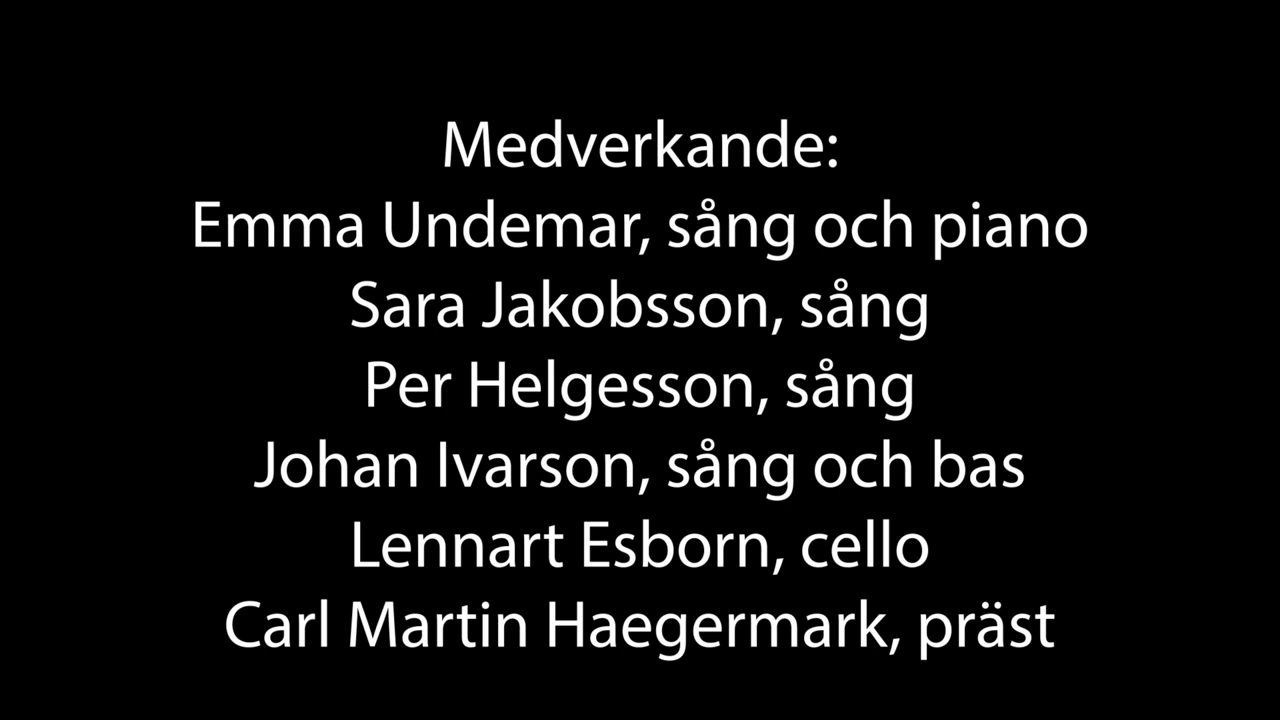 Medverkande:
Emma Undemar, sång och piano
Sara Jakobsson, sång
Per Helgesson, sång
Johan Ivarson, sång och bas
Lennart Esborn, cello
Carl Martin Haegermark, präst